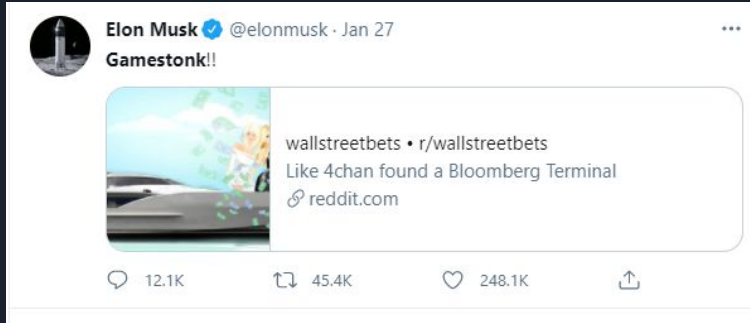 Elon Musk @elonmusk · Jan 27
Gamestonk!!
wallstreetbets • r/wallstreetbets
Like 4chan found a Bloomberg Terminal
reddit.com
12.1K 45.4K 248.1K